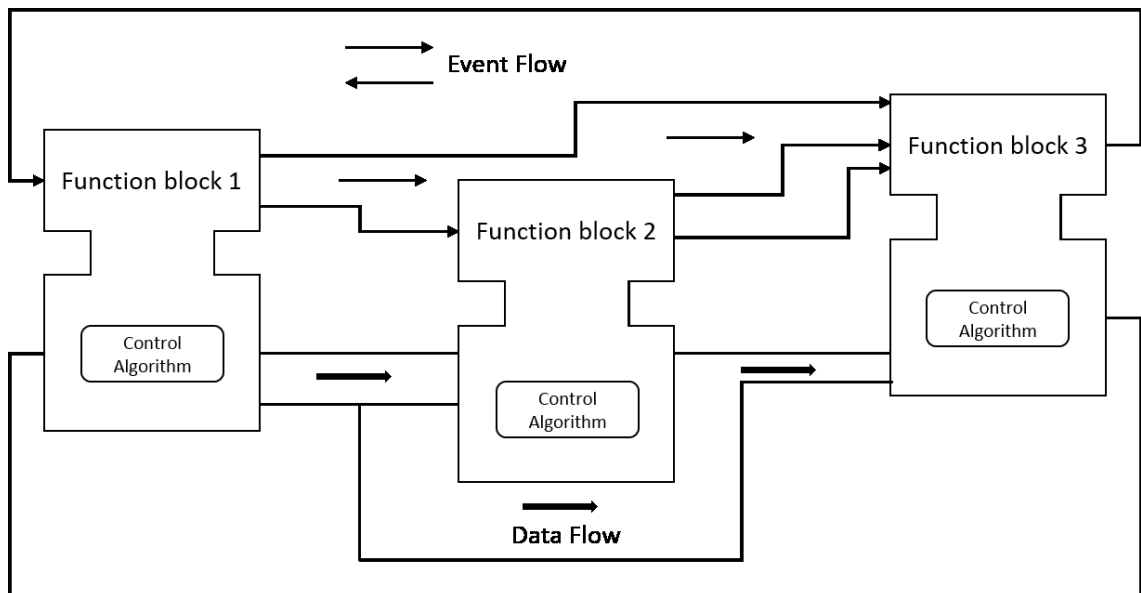 Event Flow
Function block 1
Function block 2
Function block 3
Control
Algorithm
Control
Algorithm
Control
Algorithm
Data Flow